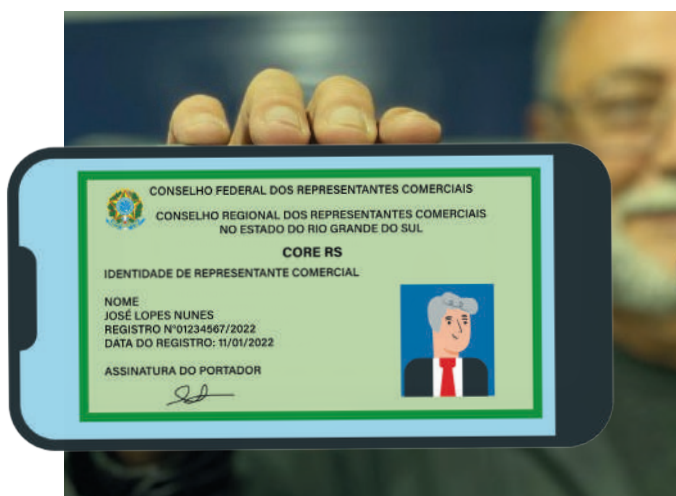 CONSELHO FEDERAL DOS REPRESENTANTES COMERCIAIS
CONSELHO REGIONAL DOS REPRESENTANTES COMERCIAIS
NO ESTADO DO RIO GRANDE DO SUL
CORE RS
IDENTIDADE DE REPRESENTANTE COMERCIAL
NOME
JOSÉ LOPES NUNES
REGISTRO N°01234567/2022
DATA DO REGISTRO: 11/01/2022
ASSINATURA DO PORTADOR